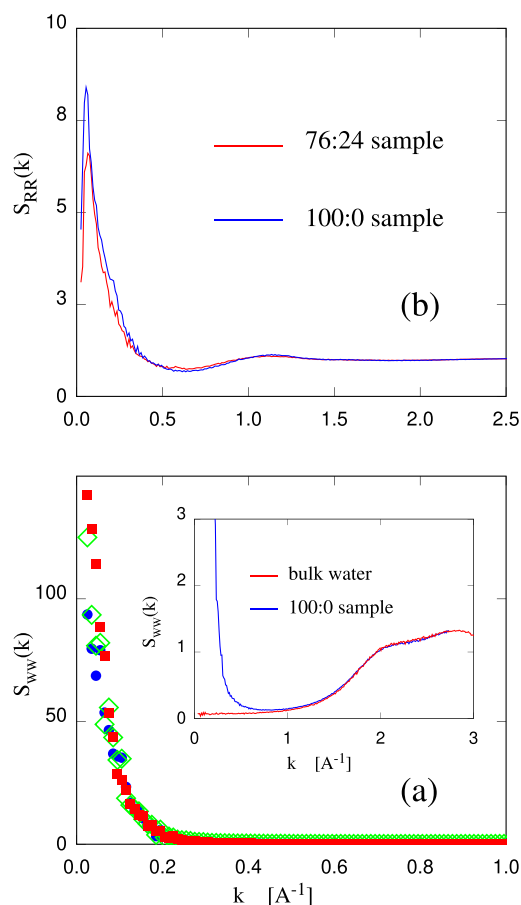 10
8
5
3
0
S_RR(k)
76:24 sample
100:0 sample
(b)
0.0 0.5 1.0 1.5 2.0 2.5
100
50
0
S_WW(k)
3
2
1
0
S_WW(k)
bulk water
100:0 sample
0 1 2 3
k [A^-1]
(a)
0 0.2 0.4 0.6 0.8 1.0
k [A^-1]